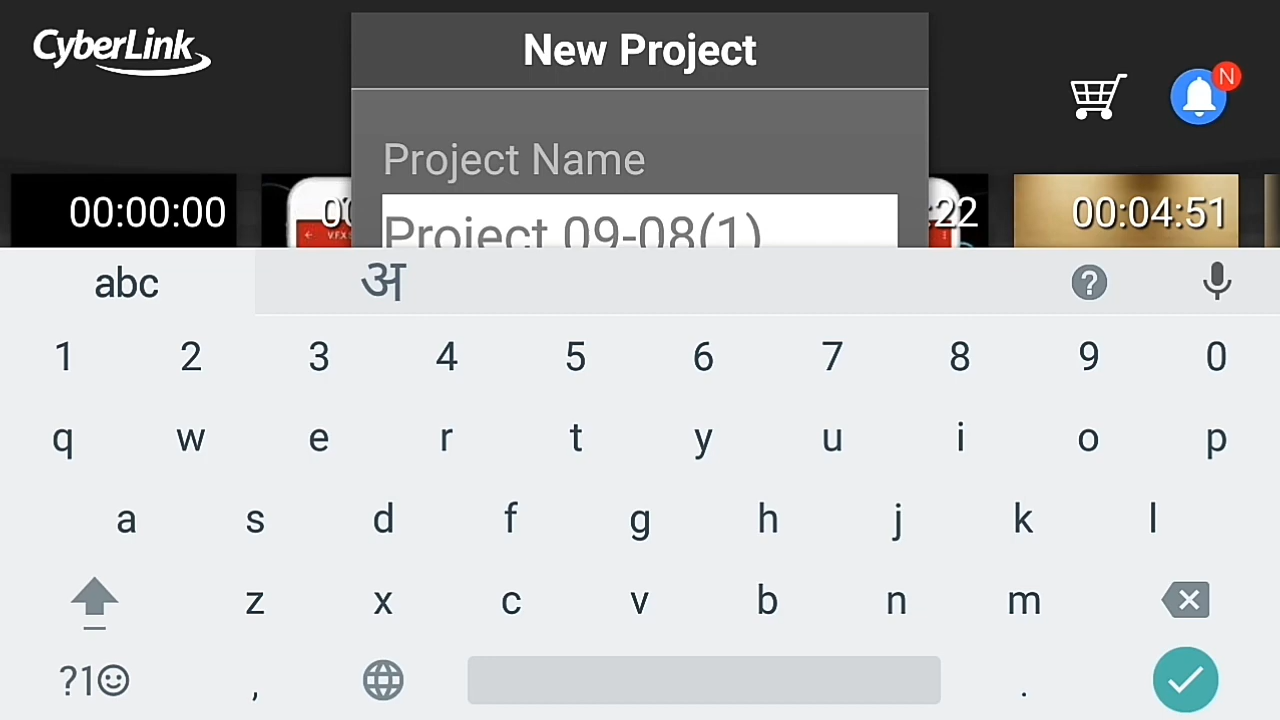 CyberLink
New Project
N
Project Name
00:00:00
:22
00:04:51
Project 09-08(1)
abc
अ
?
1 2 3 4 5 6 7 8 9 0
q w e r t y u i o p
a s d f g h j k l
z x c v b n m
?1☺ , .